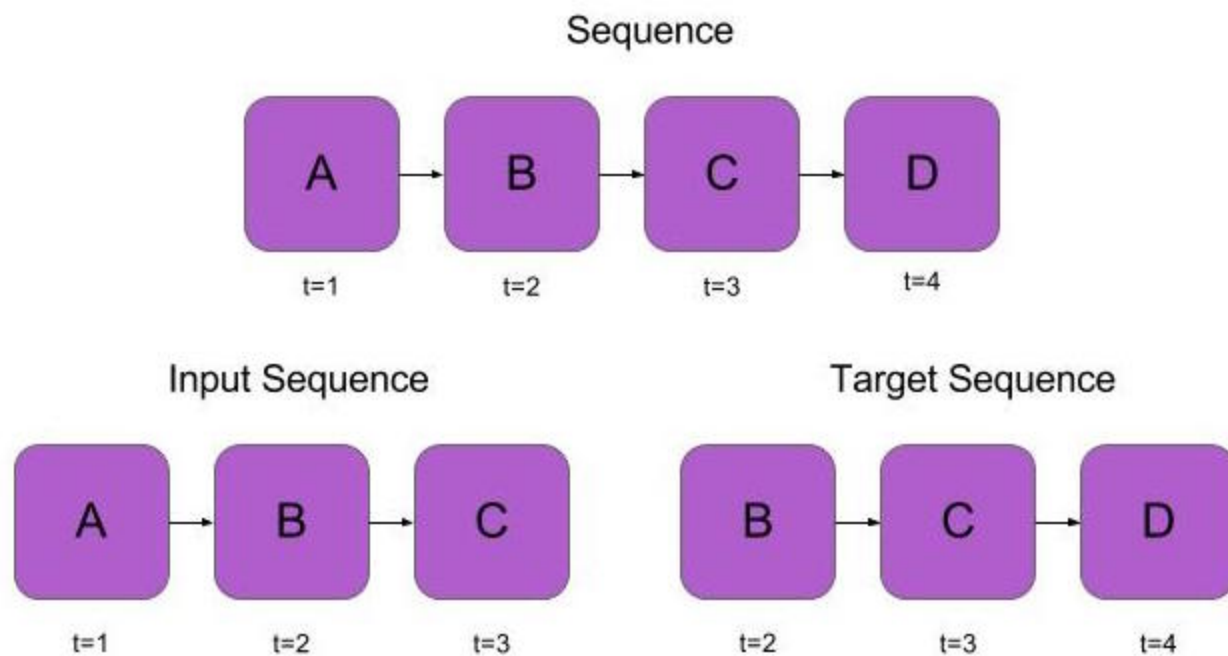 Sequence
A B C D
t=1 t=2 t=3 t=4
Input Sequence
A B C
t=1 t=2 t=3
Target Sequence
B C D
t=2 t=3 t=4